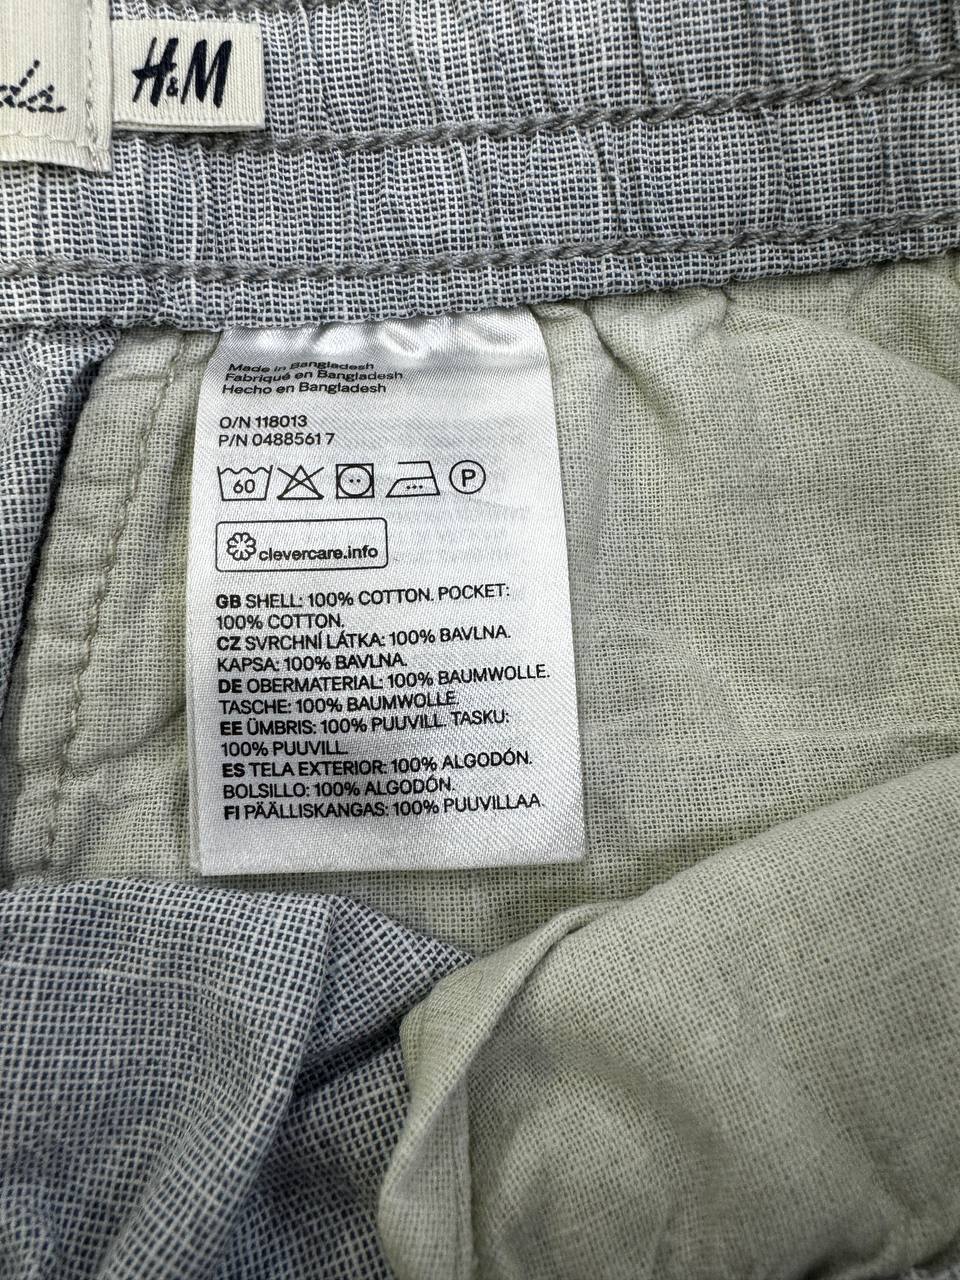 H&M
Made in Bangladesh
Fabriqué en Bangladesh
Hecho en Bangladesh
O/N 118013
P/N 0488561 7
60
P
clevercare.info
GB SHELL: 100% COTTON. POCKET:
100% COTTON.
CZ SVRCHNÍ LÁTKA: 100% BAVLNA.
KAPSA: 100% BAVLNA.
DE OBERMATERIAL: 100% BAUMWOLLE.
TASCHE: 100% BAUMWOLLE.
EE ÜMBRIS: 100% PUUVILL. TASKU:
100% PUUVILL.
ES TELA EXTERIOR: 100% ALGODÓN.
BOLSILLO: 100% ALGODÓN.
FI PÄÄLLISKANGAS: 100% PUUVILLAA.